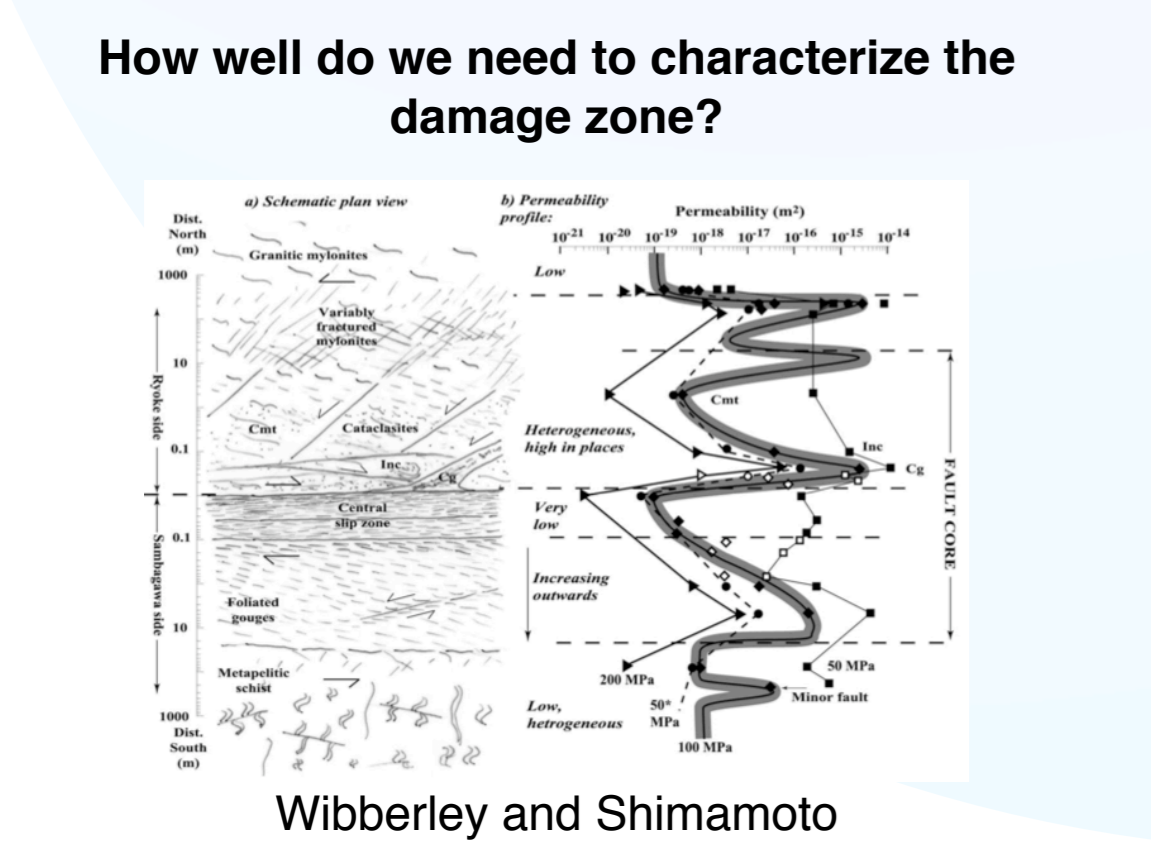 How well do we need to characterize the
damage zone?
a) Schematic plan view
Dist.
North
(m)
1000
10
0.1
0.1
10
1000
Dist.
South
(m)
Ryoke side
Sambagawa side
Granitic mylonites
Variably
fractured
mylonites
Cmt
Cataclasites
Inc
Cg
Central
slip zone
Foliated
gouges
Metapelitic
schist
b) Permeability
profile:
Permeability (m²)
10-21 10-20 10-19 10-18 10-17 10-16 10-15 10-14
Low
Cmt
Heterogeneous,
high in places
Inc
Cg
Very
low
Increasing
outwards
FAULT CORE
200 MPa
50 MPa
Minor fault
Low,
hetrogeneous
50*
MPa
100 MPa
Wibberley and Shimamoto